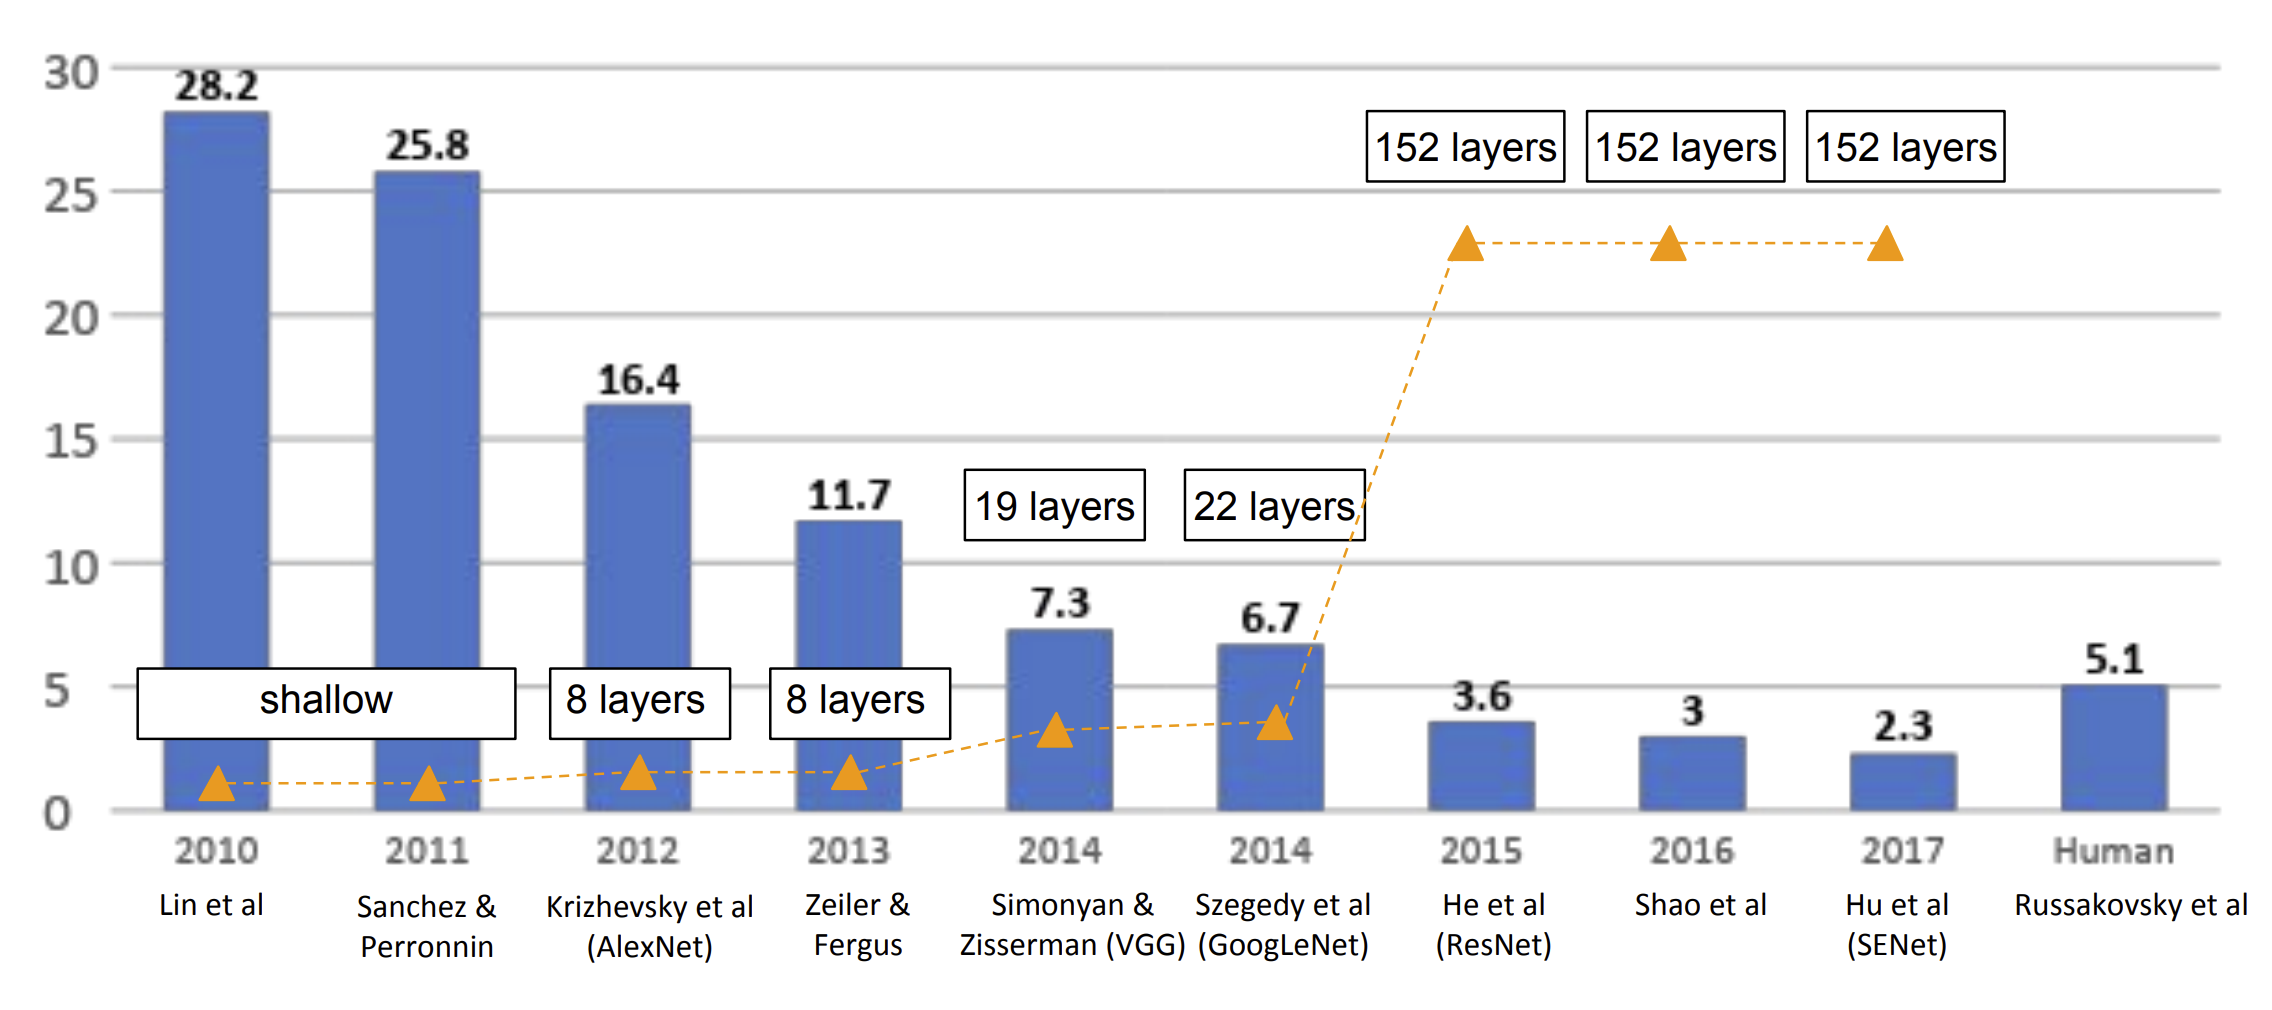 30
28.2
25.8
152 layers 152 layers 152 layers
25
20
16.4
15
11.7
19 layers 22 layers
10
7.3
6.7
5.1
5
shallow
8 layers
8 layers
3.6
3
2.3
0
2010 2011 2012 2013 2014 2014 2015 2016 2017 Human
Lin et al
Sanchez &
Perronnin
Krizhevsky et al
(AlexNet)
Zeiler &
Fergus
Simonyan &
Zisserman (VGG)
Szegedy et al
(GoogLeNet)
He et al
(ResNet)
Shao et al
Hu et al
(SENet)
Russakovsky et al